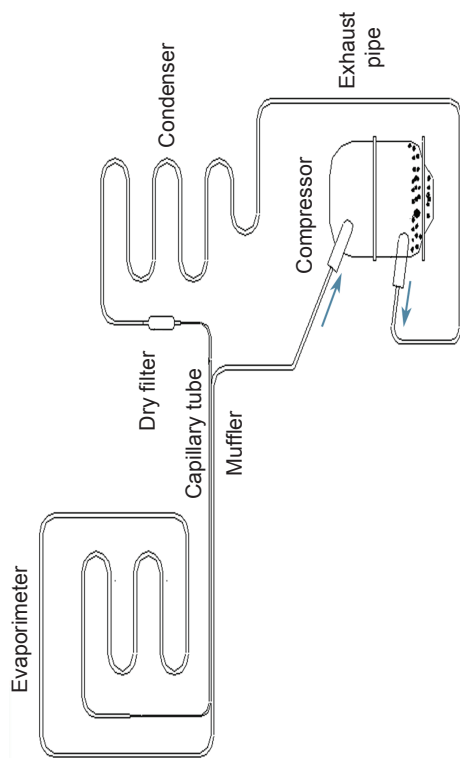 Evaporimeter
Dry filter
Capillary tube
Muffler
Condenser
Compressor
Exhaust
pipe